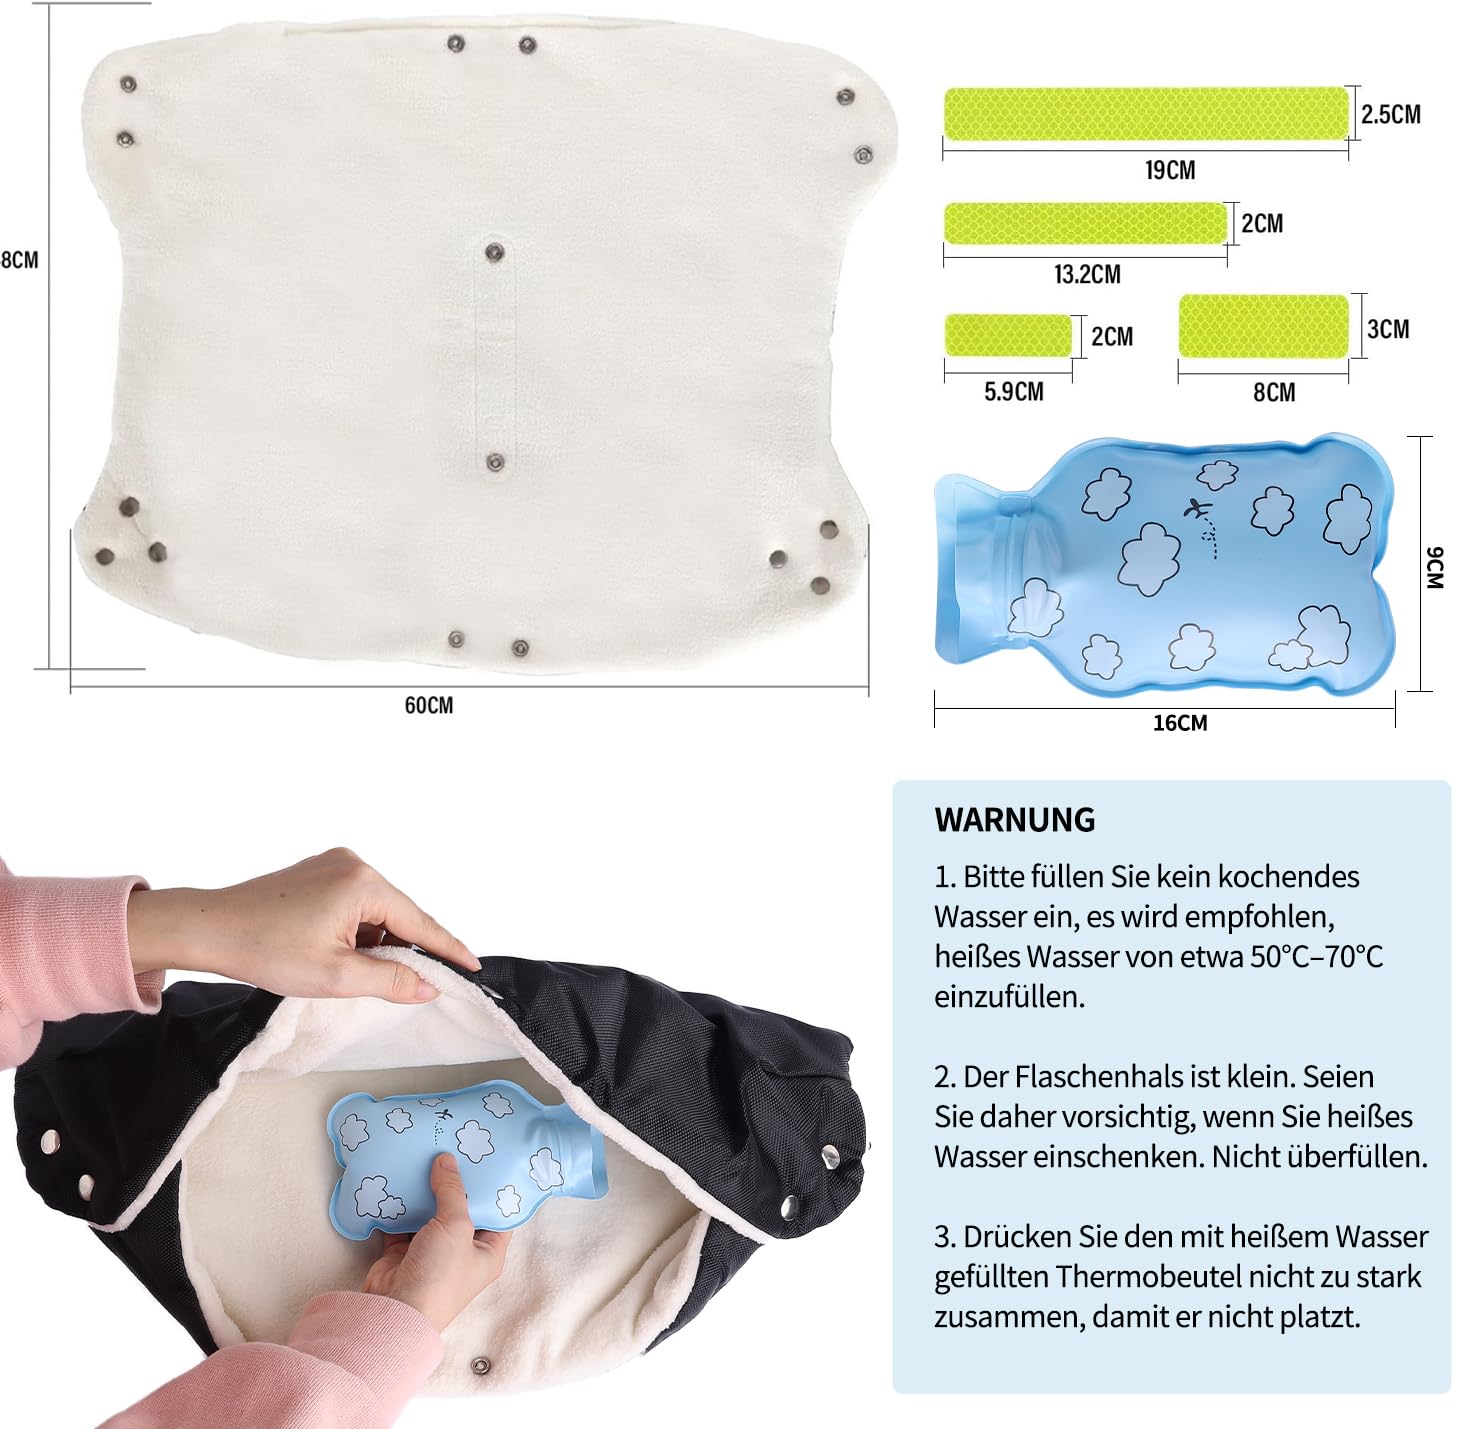 2.5CM
19CM
2CM
13.2CM
8CM
2CM
3CM
5.9CM
8CM
9CM
60CM
16CM
WARNUNG
1. Bitte füllen Sie kein kochendes
Wasser ein, es wird empfohlen,
heißes Wasser von etwa 50°C–70°C
einzufüllen.
2. Der Flaschenhals ist klein. Seien
Sie daher vorsichtig, wenn Sie heißes
Wasser einschenken. Nicht überfüllen.
3. Drücken Sie den mit heißem Wasser
gefüllten Thermobeutel nicht zu stark
zusammen, damit er nicht platzt.